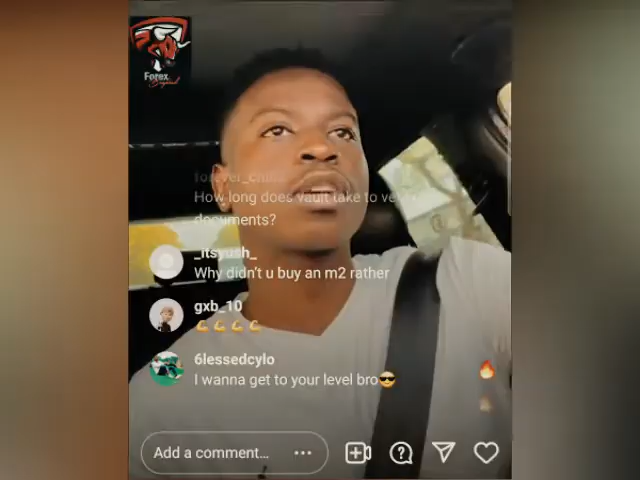 Forex
How long does vault take to
documents?
_itsyush_
Why didn't u buy an m2 rather
gxb_10
💪💪💪💪
6lessedcylo
I wanna get to your level bro😎
Add a comment...